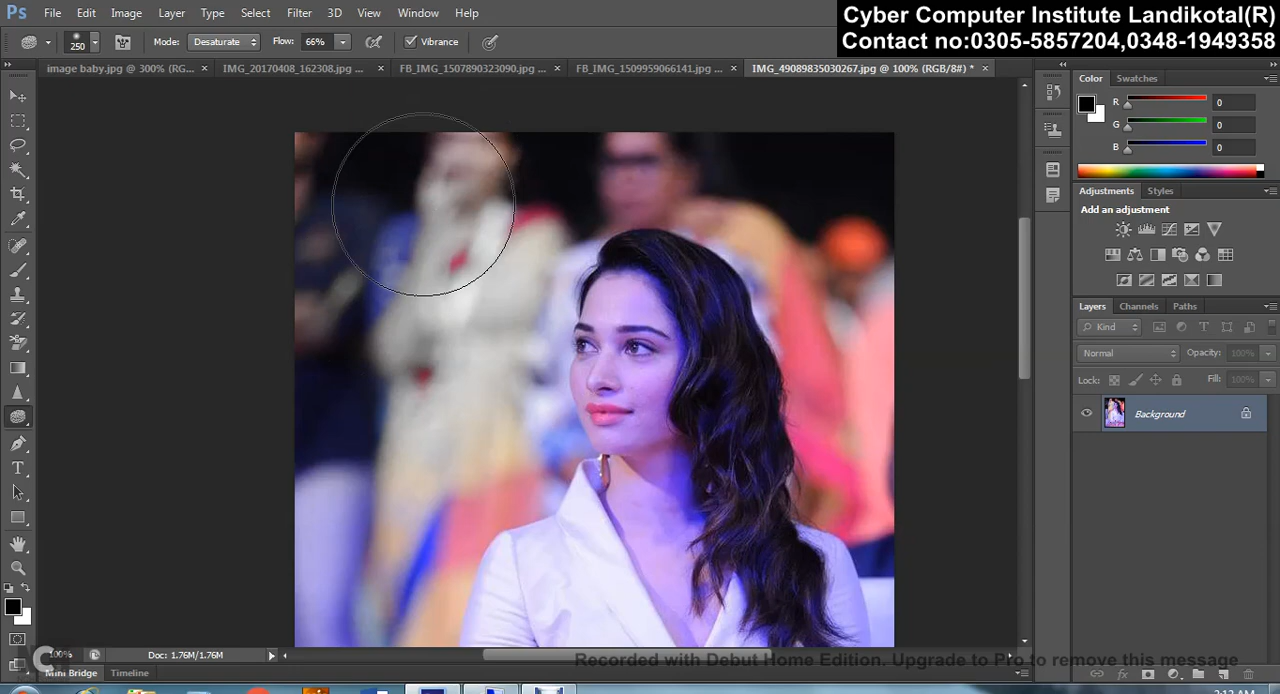 Ps File Edit Image Layer Type Select Filter 3D View Window Help
Cyber Computer Institute Landikotal(R)
Contact no:0305-5857204,0348-1949358
250 Mode: Desaturate Flow: 66% Vibrance
image baby.jpg @ 300% (RG... × IMG_20170408_162308.jpg ... × FB_IMG_1507890323090.jpg ... × FB_IMG_1509959066141.jpg ... × IMG_49089835030267.jpg @ 100% (RGB/8#) * ×
Color Swatches
R 0
G 0
B 0
Adjustments Styles
Add an adjustment
Layers Channels Paths
Kind
Normal Opacity: 100%
Lock: Fill: 100%
Background
100% Doc: 1.76M/1.76M
Recorded with Debut Home Edition. Upgrade to Pro to remove this message
Mini Bridge Timeline